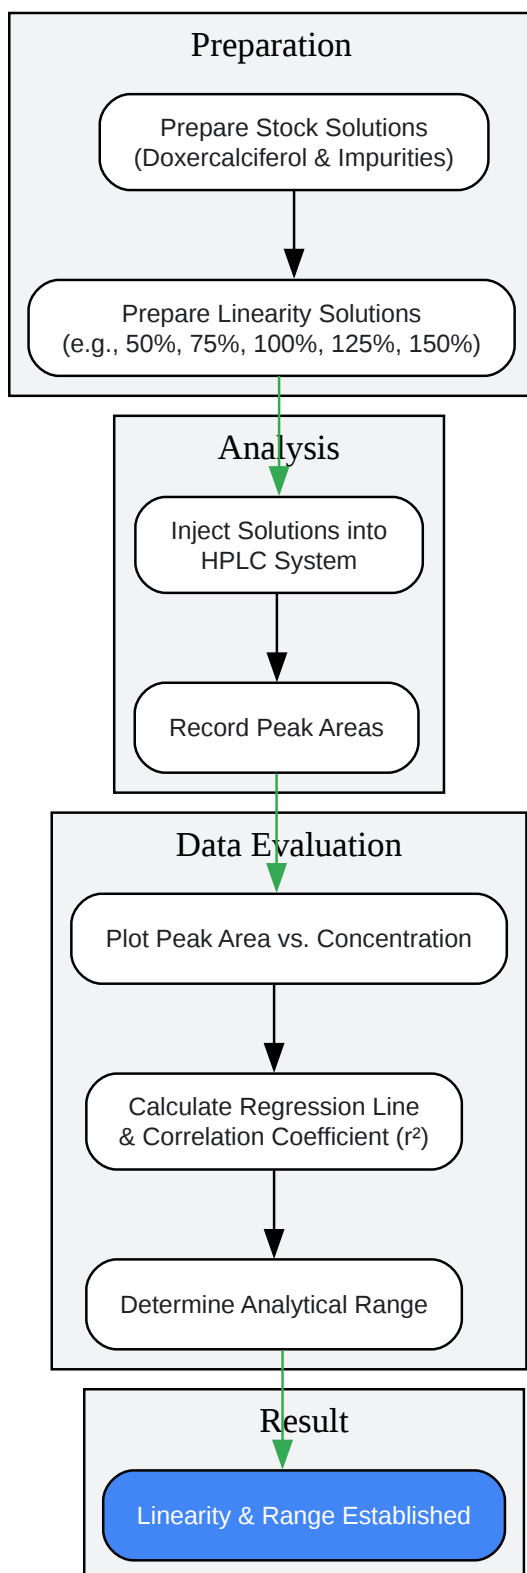 Preparation
Prepare Stock Solutions
(Doxercalciferol & Impurities)
Prepare Linearity Solutions
(e.g., 50%, 75%, 100%, 125%, 150%)
Analysis
Inject Solutions into
HPLC System
Record Peak Areas
Data Evaluation
Plot Peak Area vs. Concentration
Calculate Regression Line
& Correlation Coefficient (r²)
Determine Analytical Range
Result
Linearity & Range Established